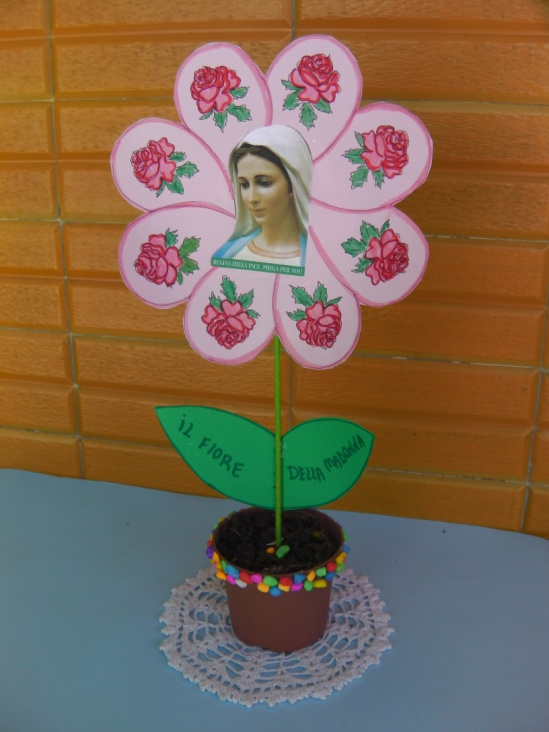 REGINA DELLA PACE, PREGA PER NOI!
iL FIORE
DELLA MADONNA